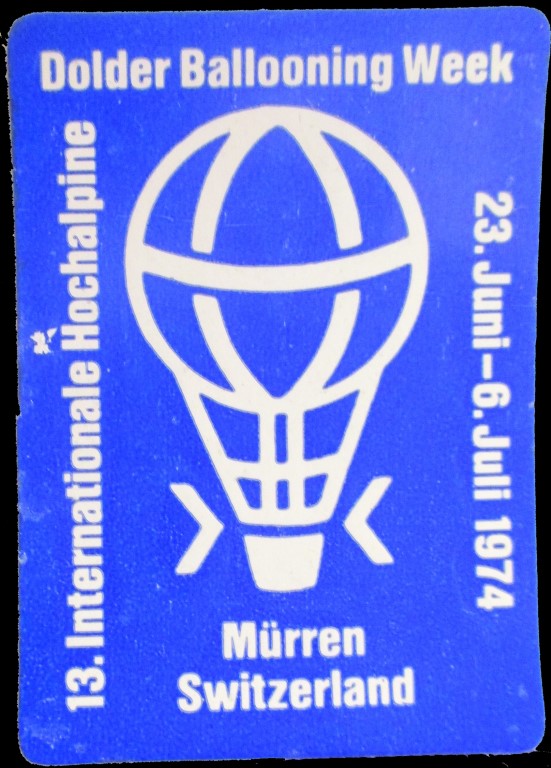 13. Internationale Hochalpine
Dolder Ballooning Week
23. Juni – 6. Juli 1974
Mürren
Switzerland